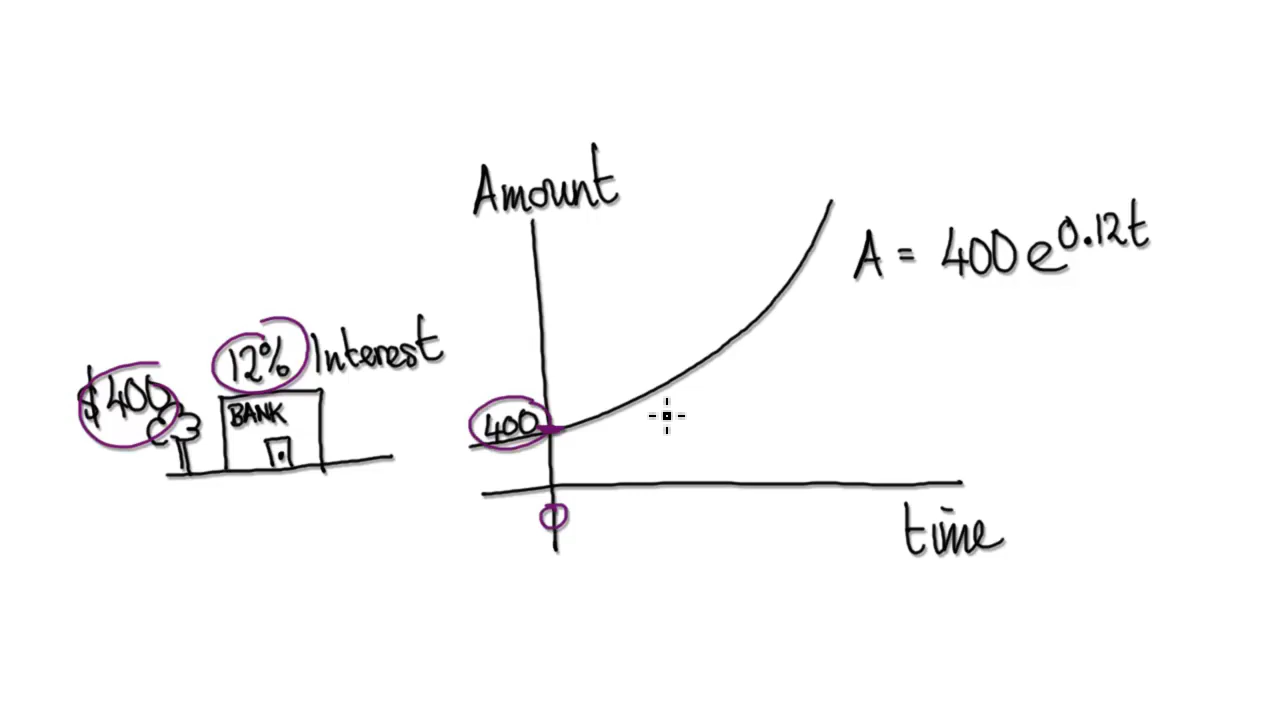 Amount
A = 400e^0.12t
12% Interest
$400
BANK
400
0
time